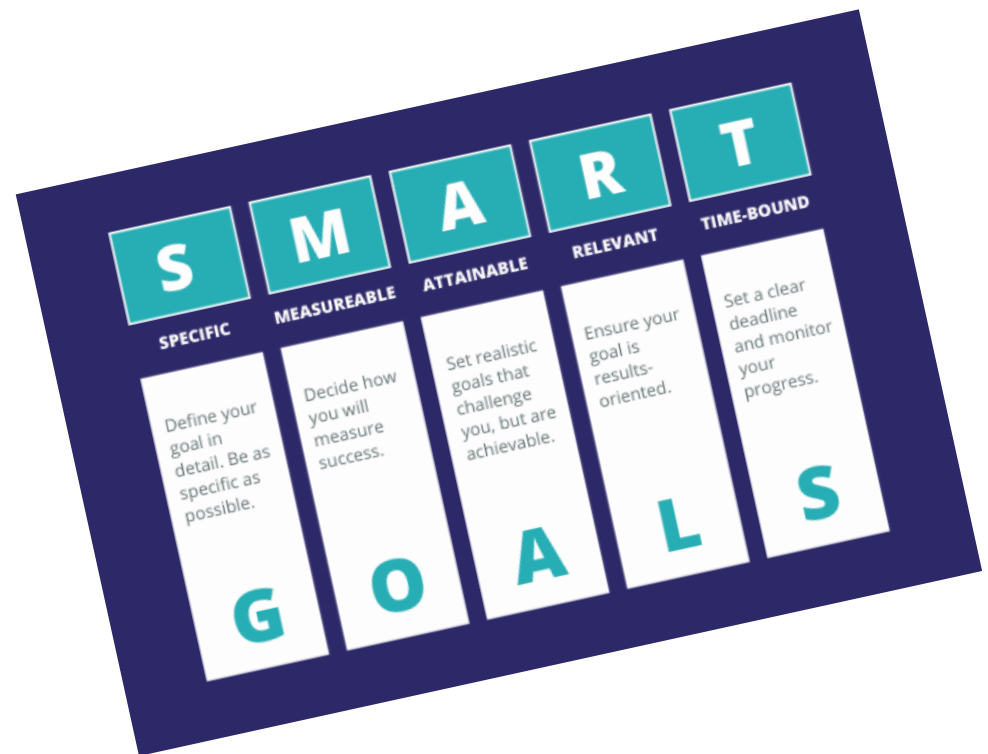 S M A R T
SPECIFIC
MEASUREABLE
ATTAINABLE
RELEVANT
TIME-BOUND
Define your
goal in
detail. Be as
specific as
possible.
Decide how
you will
measure
success.
Set realistic
goals that
challenge
you, but are
achievable.
Ensure your
goal is
results-
oriented.
Set a clear
deadline
and monitor
your
progress.
G O A L S